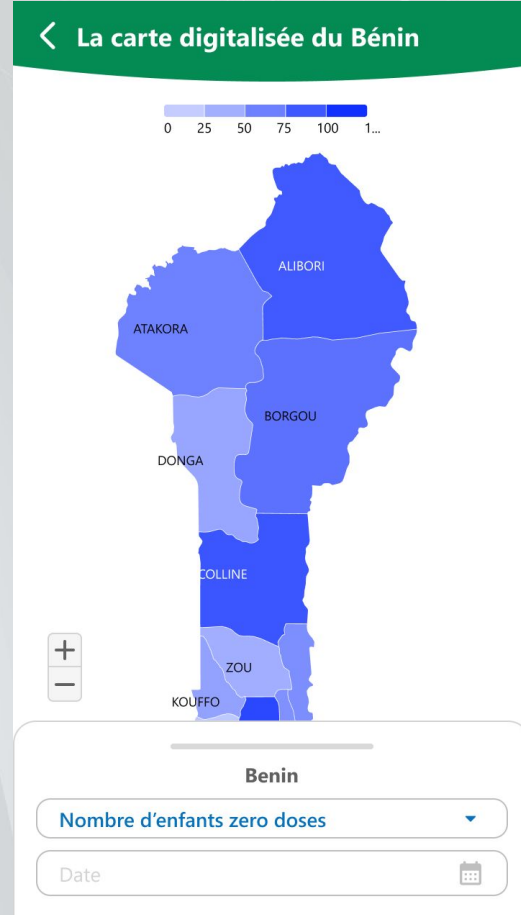 La carte digitalisée du Bénin
0 25 50 75 100 1...
ALIBORI
ATAKORA
BORGOU
DONGA
COLLINE
ZOU
KOUFFO
Benin
Nombre d'enfants zero doses
Date